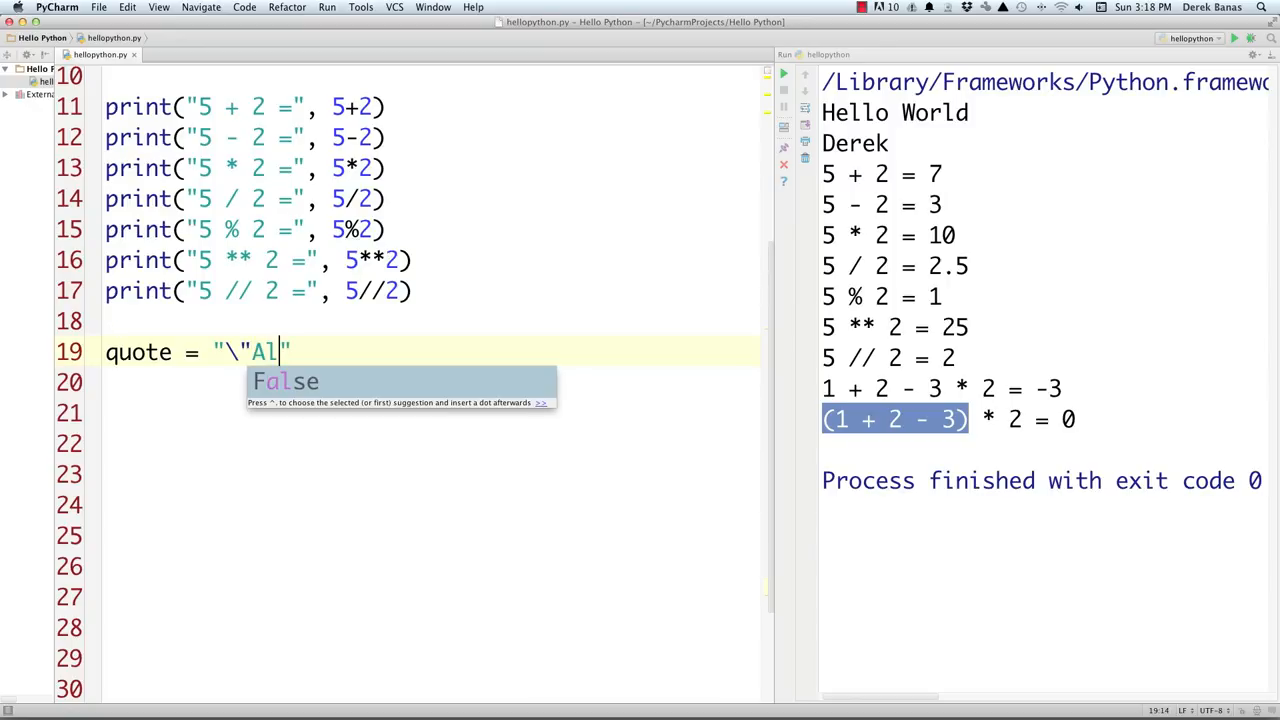 PyCharm File Edit View Navigate Code Refactor Run Tools VCS Window Help 10 Sun 3:18 PM Derek Banas
hellopython.py – Hello Python – [~/PycharmProjects/Hello Python]
Hello Python hellopython.py hellopython
hellopython.py × Run hellopython
Hello F
hell
Externa
10
11 print("5 + 2 =", 5+2)
12 print("5 - 2 =", 5-2)
13 print("5 * 2 =", 5*2)
14 print("5 / 2 =", 5/2)
15 print("5 % 2 =", 5%2)
16 print("5 ** 2 =", 5**2)
17 print("5 // 2 =", 5//2)
18
19 quote = "\"Al"
False
Press ^. to choose the selected (or first) suggestion and insert a dot afterwards >>
20
21
22
23
24
25
26
27
28
29
30
/Library/Frameworks/Python.framewo
Hello World
Derek
5 + 2 = 7
5 - 2 = 3
5 * 2 = 10
5 / 2 = 2.5
5 % 2 = 1
5 ** 2 = 25
5 // 2 = 2
1 + 2 - 3 * 2 = -3
(1 + 2 - 3) * 2 = 0
Process finished with exit code 0
19:14 LF UTF-8